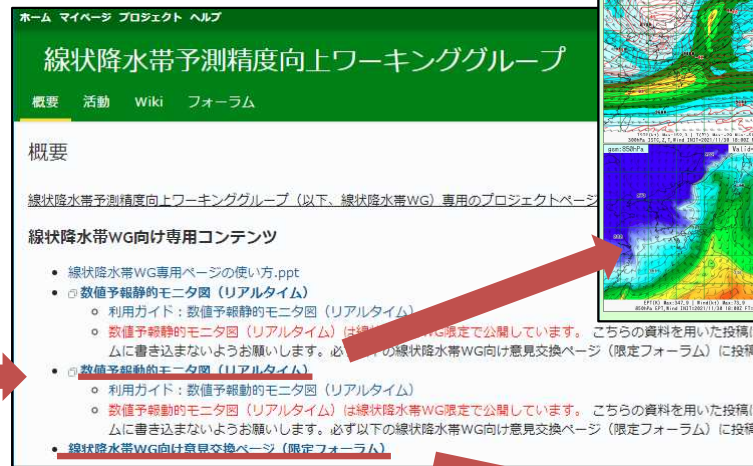 ホーム マイページ プロジェクト ヘルプ
線状降水帯予測精度向上ワーキンググループ
概要 活動 Wiki フォーラム
概要
線状降水帯予測精度向上ワーキンググループ（以下、線状降水帯WG）専用のプロジェクトページ
線状降水帯WG向け専用コンテンツ
線状降水帯WG専用ページの使い方.ppt
数値予報静的モニタ図（リアルタイム）
利用ガイド：数値予報静的モニタ図（リアルタイム）
数値予報静的モニタ図（リアルタイム）は WG限定で公開しています。 こちらの資料を用いた投稿
ムに書き込まないようお願いします。必 下の線状降水帯WG向け意見交換ページ（限定フォーラム）に投稿
数値予報動的モニタ図（リアルタイム）
利用ガイド：数値予報動的モニタ図（リアルタイム）
数値予報動的モニタ図（リアルタイム）は線状降水帯WG限定で公開しています。 こちらの資料を用いた投稿
ムに書き込まないようお願いします。必ず以下の線状降水帯WG向け意見交換ページ（限定フォーラム）に投稿
線状降水帯WG向け意見交換ページ（限定フォーラム）
gsm:850hPa Valid=